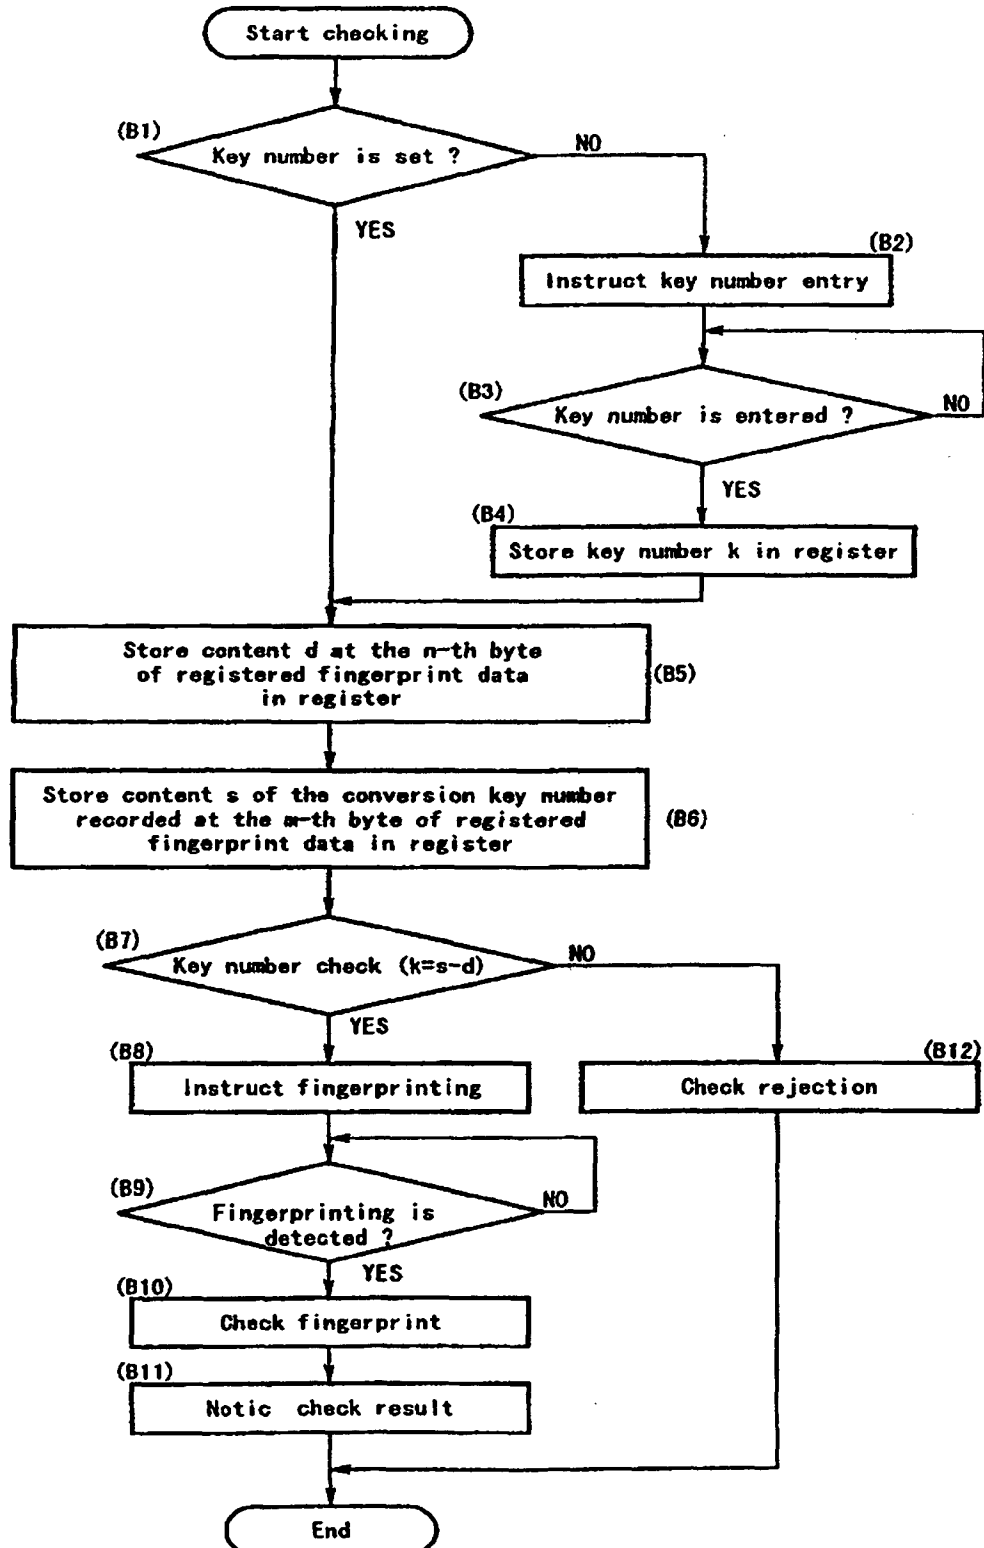 Start checking
(B1)
Key number is set ?
NO
YES
(B2)
Instruct key number entry
(B3)
Key number is entered ?
NO
YES
(B4)
Store key number k in register
Store content d at the n-th byte
of registered fingerprint data
in register
(B5)
Store content s of the conversion key number
recorded at the m-th byte of registered
fingerprint data in register
(B6)
(B7)
Key number check (k=s-d)
NO
YES
(B8)
Instruct fingerprinting
(B12)
Check rejection
(B9)
Fingerprinting is
detected ?
NO
YES
(B10)
Check fingerprint
(B11)
Notic check result
End